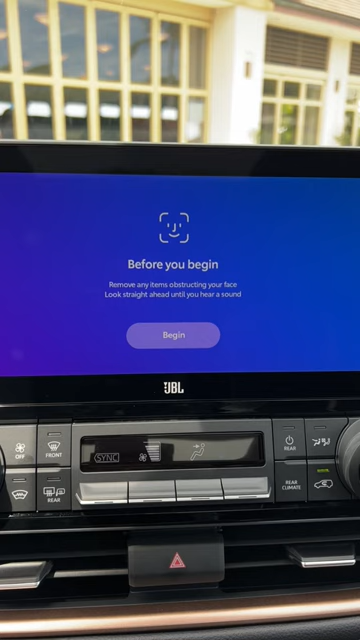 Before you begin
Remove any items obstructing your face
Look straight ahead until you hear a sound
Begin
JBL
OFF
FRONT
REAR
SYNC
REAR
REAR
CLIMATE